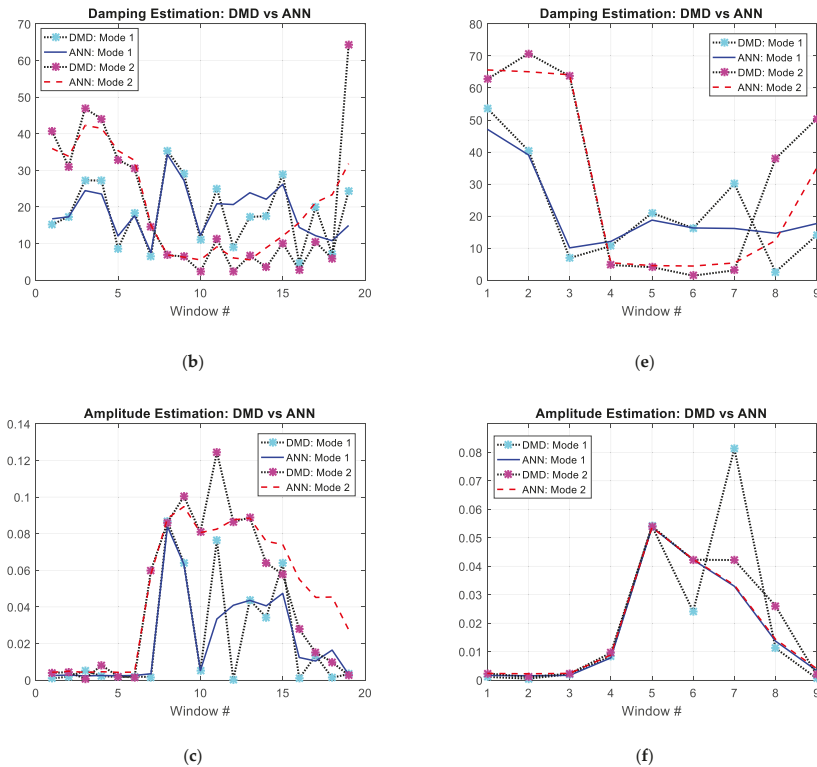 Damping Estimation: DMD vs ANN
70
60
50
40
30
20
10
0
DMD: Mode 1
ANN: Mode 1
DMD: Mode 2
ANN: Mode 2
0 5 10 15 20
Window #
(b)
Damping Estimation: DMD vs ANN
80
70
60
50
40
30
20
10
0
DMD: Mode 1
ANN: Mode 1
DMD: Mode 2
ANN: Mode 2
1 2 3 4 5 6 7 8 9
Window #
(e)
Amplitude Estimation: DMD vs ANN
0.14
0.12
0.1
0.08
0.06
0.04
0.02
0
DMD: Mode 1
ANN: Mode 1
DMD: Mode 2
ANN: Mode 2
0 5 10 15 20
Window #
(c)
Amplitude Estimation: DMD vs ANN
0.08
0.07
0.06
0.05
0.04
0.03
0.02
0.01
0
DMD: Mode 1
ANN: Mode 1
DMD: Mode 2
ANN: Mode 2
1 2 3 4 5 6 7 8 9
Window #
(f)